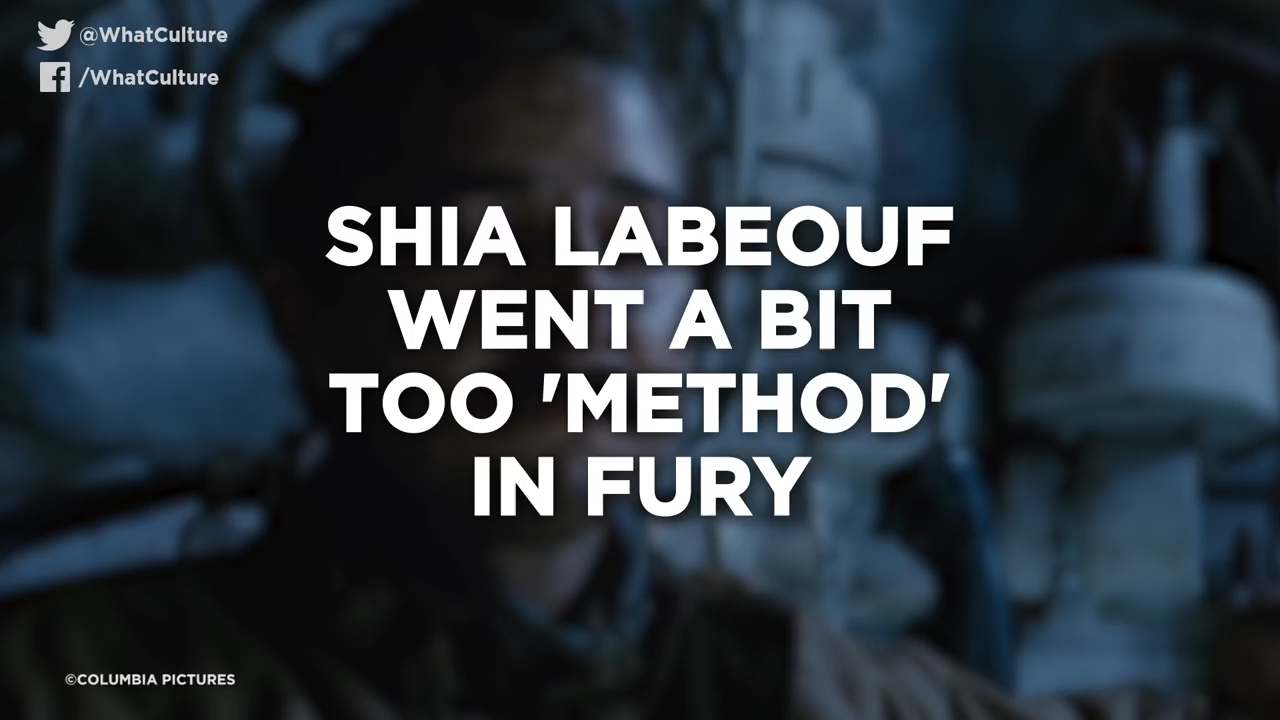 @WhatCulture
/WhatCulture
SHIA LABEOUF
WENT A BIT
TOO 'METHOD'
IN FURY
©COLUMBIA PICTURES